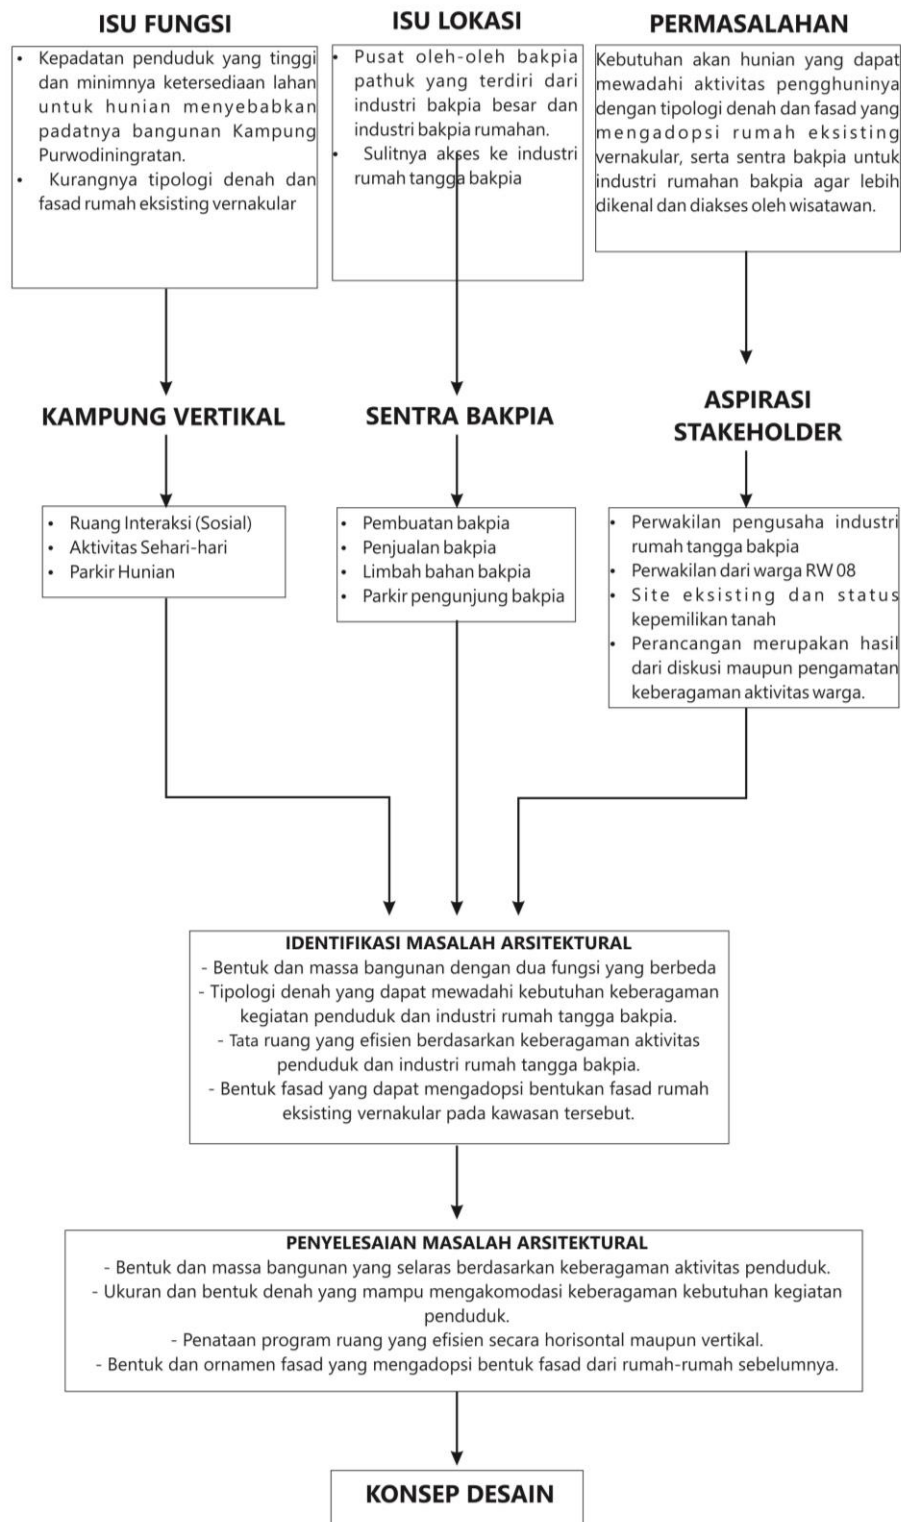 ISU FUNGSI
• Kepadatan penduduk yang tinggi
dan minimnya ketersediaan lahan
untuk hunian menyebabkan
padatnya bangunan Kampung
Purwodiningratan.
• Kurangnya tipologi denah dan
fasad rumah eksisting vernakular
ISU LOKASI
• Pusat oleh-oleh bakpia
pathuk yang terdiri dari
industri bakpia besar dan
industri bakpia rumahan.
• Sulitnya akses ke industri
rumah tangga bakpia
PERMASALAHAN
Kebutuhan akan hunian yang dapat
mewadahi aktivitas pengghuninya
dengan tipologi denah dan fasad yang
mengadopsi rumah eksisting
vernakular, serta sentra bakpia untuk
industri rumahan bakpia agar lebih
dikenal dan diakses oleh wisatawan.
KAMPUNG VERTIKAL
• Ruang Interaksi (Sosial)
• Aktivitas Sehari-hari
• Parkir Hunian
SENTRA BAKPIA
• Pembuatan bakpia
• Penjualan bakpia
• Limbah bahan bakpia
• Parkir pengunjung bakpia
ASPIRASI
STAKEHOLDER
• Perwakilan pengusaha industri
rumah tangga bakpia
• Perwakilan dari warga RW 08
• Site eksisting dan status
kepemilikan tanah
• Perancangan merupakan hasil
dari diskusi maupun pengamatan
keberagaman aktivitas warga.
IDENTIFIKASI MASALAH ARSITEKTURAL
- Bentuk dan massa bangunan dengan dua fungsi yang berbeda
- Tipologi denah yang dapat mewadahi kebutuhan keberagaman
kegiatan penduduk dan industri rumah tangga bakpia.
- Tata ruang yang efisien berdasarkan keberagaman aktivitas
penduduk dan industri rumah tangga bakpia.
- Bentuk fasad yang dapat mengadopsi bentukan fasad rumah
eksisting vernakular pada kawasan tersebut.
PENYELESAIAN MASALAH ARSITEKTURAL
- Bentuk dan massa bangunan yang selaras berdasarkan keberagaman aktivitas penduduk.
- Ukuran dan bentuk denah yang mampu mengakomodasi keberagaman kebutuhan kegiatan
penduduk.
- Penataan program ruang yang efisien secara horisontal maupun vertikal.
- Bentuk dan ornamen fasad yang mengadopsi bentuk fasad dari rumah-rumah sebelumnya.
KONSEP DESAIN